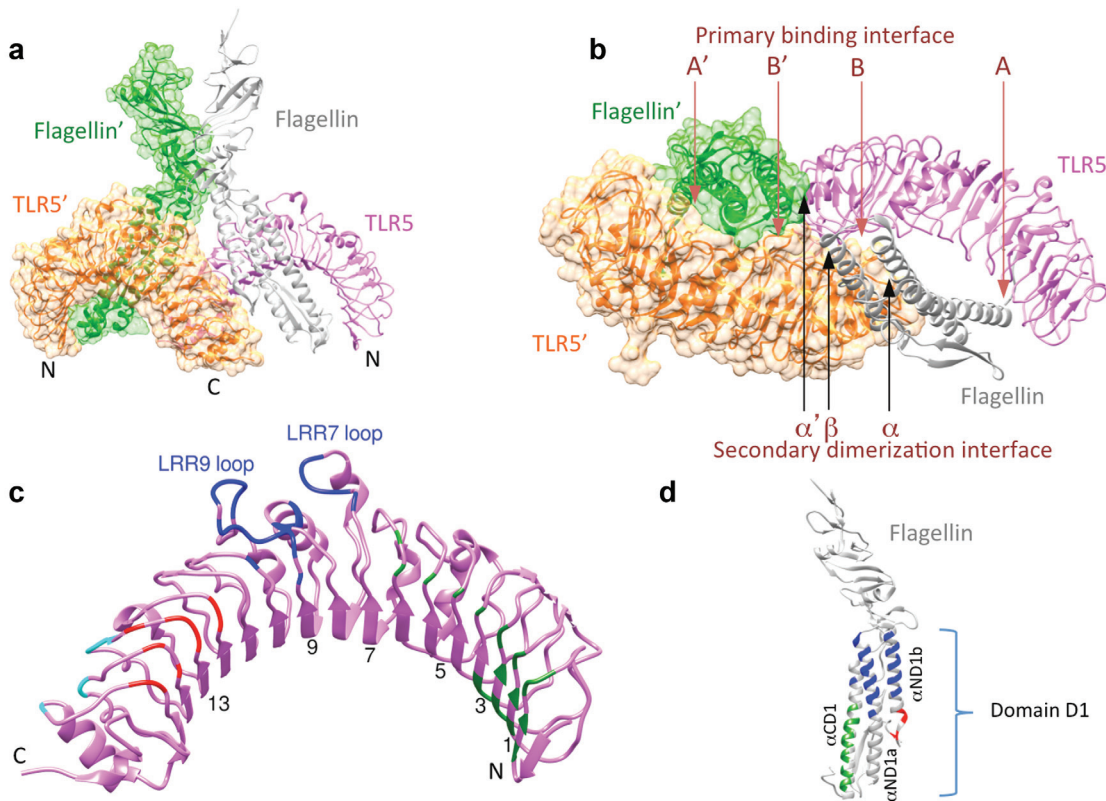 a
Flagellin’
Flagellin
TLR5’
TLR5
N
C
N
b
Primary binding interface
A’
B’
B
A
Flagellin’
TLR5
TLR5’
Flagellin
α’
β
α
Secondary dimerization interface
c
LRR9 loop
LRR7 loop
9
7
5
13
3
1
C
N
d
Flagellin
αND1b
αCD1
αND1a
Domain D1